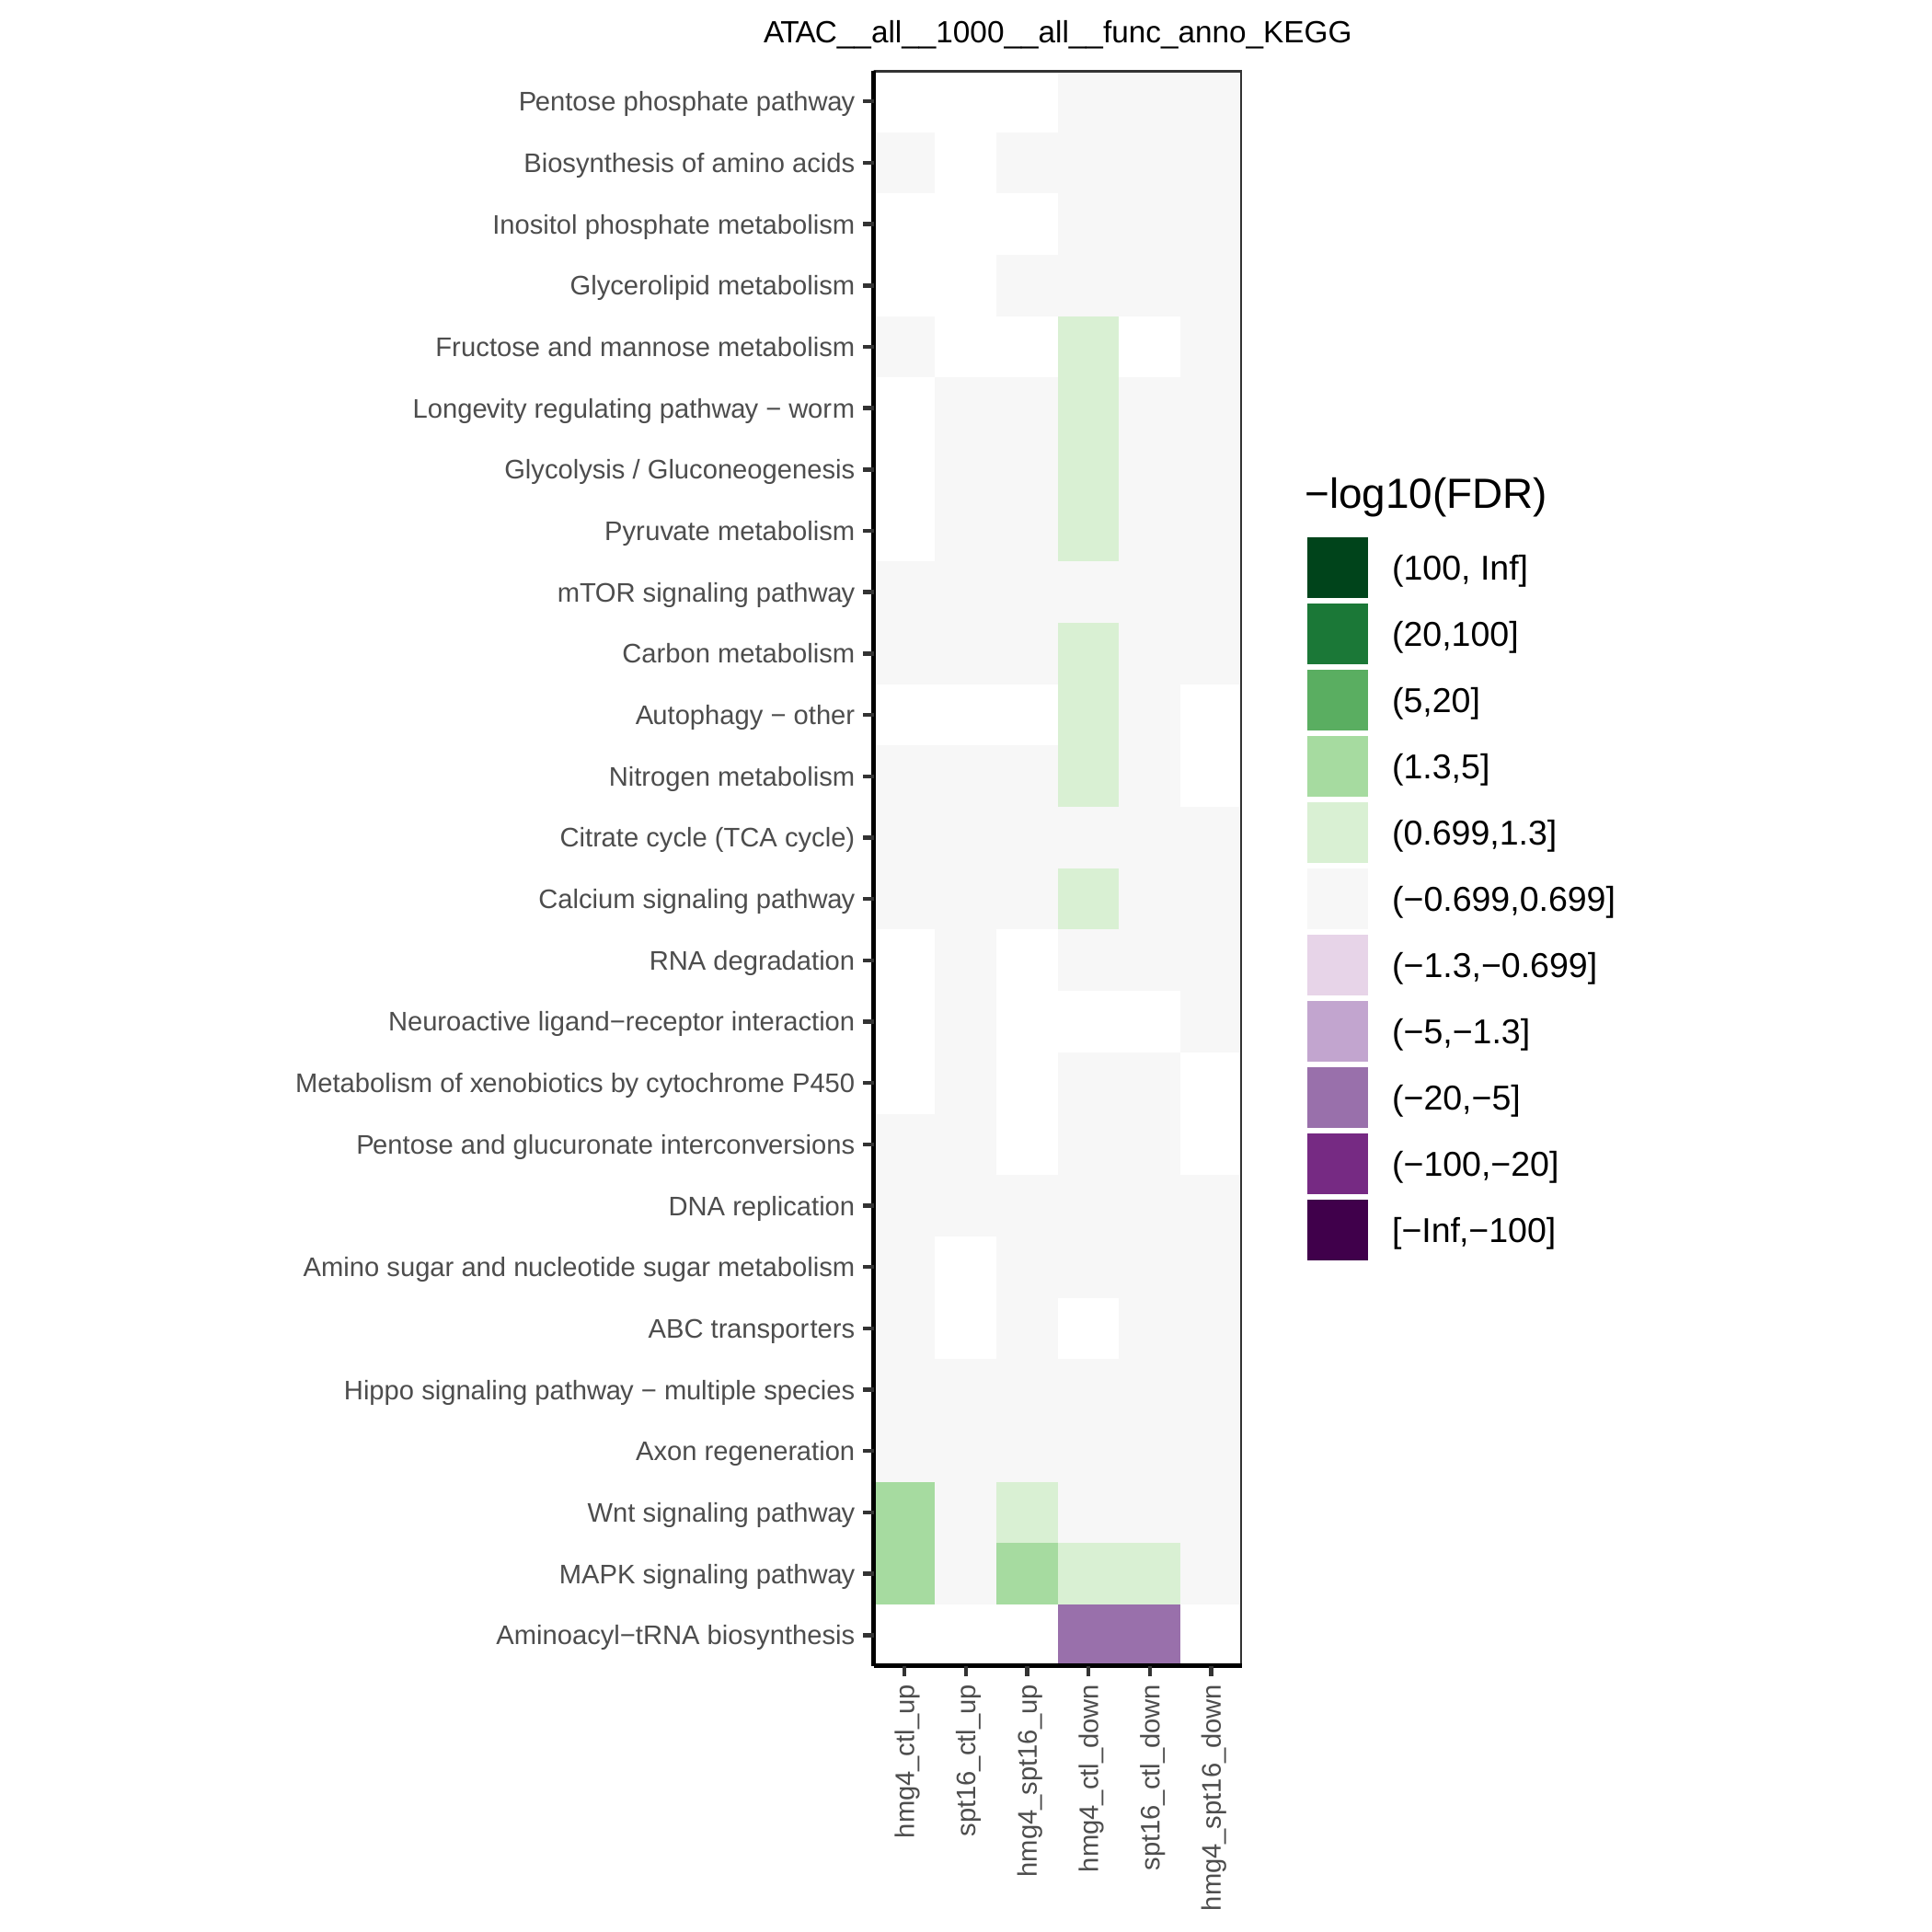 ATAC__all__1000__all__func_anno_KEGG
Pentose phosphate pathway
Biosynthesis of amino acids
Inositol phosphate metabolism
Glycerolipid metabolism
Fructose and mannose metabolism
Longevity regulating pathway − worm
Glycolysis / Gluconeogenesis
Pyruvate metabolism
mTOR signaling pathway
Carbon metabolism
Autophagy − other
Nitrogen metabolism
Citrate cycle (TCA cycle)
Calcium signaling pathway
RNA degradation
Neuroactive ligand−receptor interaction
Metabolism of xenobiotics by cytochrome P450
Pentose and glucuronate interconversions
DNA replication
Amino sugar and nucleotide sugar metabolism
ABC transporters
Hippo signaling pathway − multiple species
Axon regeneration
Wnt signaling pathway
MAPK signaling pathway
Aminoacyl−tRNA biosynthesis
hmg4_ctl_up
spt16_ctl_up
hmg4_spt16_up
hmg4_ctl_down
spt16_ctl_down
hmg4_spt16_down
−log10(FDR)
(100, Inf]
(20,100]
(5,20]
(1.3,5]
(0.699,1.3]
(−0.699,0.699]
(−1.3,−0.699]
(−5,−1.3]
(−20,−5]
(−100,−20]
[−Inf,−100]